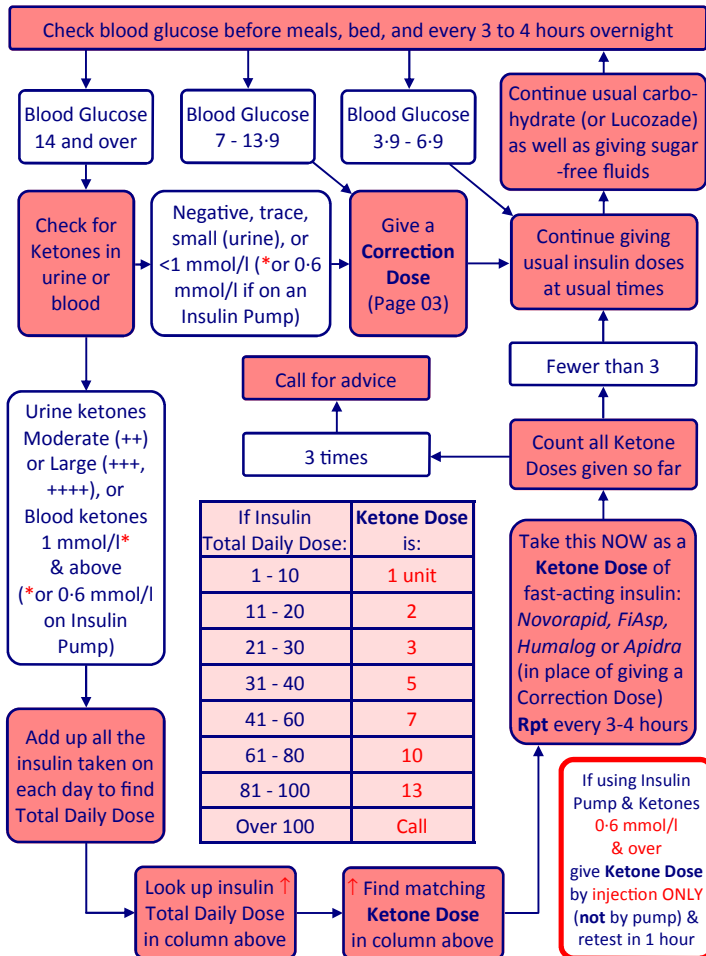 Check blood glucose before meals, bed, and every 3 to 4 hours overnight
Blood Glucose
14 and over
Blood Glucose
7 - 13·9
Blood Glucose
3·9 - 6·9
Continue usual carbo-
hydrate (or Lucozade)
as well as giving sugar
-free fluids
Check for
Ketones in
urine or
blood
Negative, trace,
small (urine), or
<1 mmol/l (*or 0·6
mmol/l if on an
Insulin Pump)
Give a
Correction
Dose
(Page 03)
Continue giving
usual insulin doses
at usual times
Fewer than 3
Call for advice
3 times
Count all Ketone
Doses given so far
Urine ketones
Moderate (++)
or Large (+++,
++++), or
Blood ketones
1 mmol/l*
& above
(*or 0·6 mmol/l
on Insulin
Pump)
If Insulin
Total Daily Dose:
Ketone Dose
is:
1 - 10 1 unit
11 - 20 2
21 - 30 3
31 - 40 5
41 - 60 7
61 - 80 10
81 - 100 13
Over 100 Call
Take this NOW as a
Ketone Dose of
fast-acting insulin:
Novorapid, FiAsp,
Humalog or Apidra
(in place of giving a
Correction Dose)
Rpt every 3-4 hours
Add up all the
insulin taken on
each day to find
Total Daily Dose
Look up insulin ↑
Total Daily Dose
in column above
↑ Find matching
Ketone Dose
in column above
If using Insulin
Pump & Ketones
0·6 mmol/l
& over
give Ketone Dose
by injection ONLY
(not by pump) &
retest in 1 hour